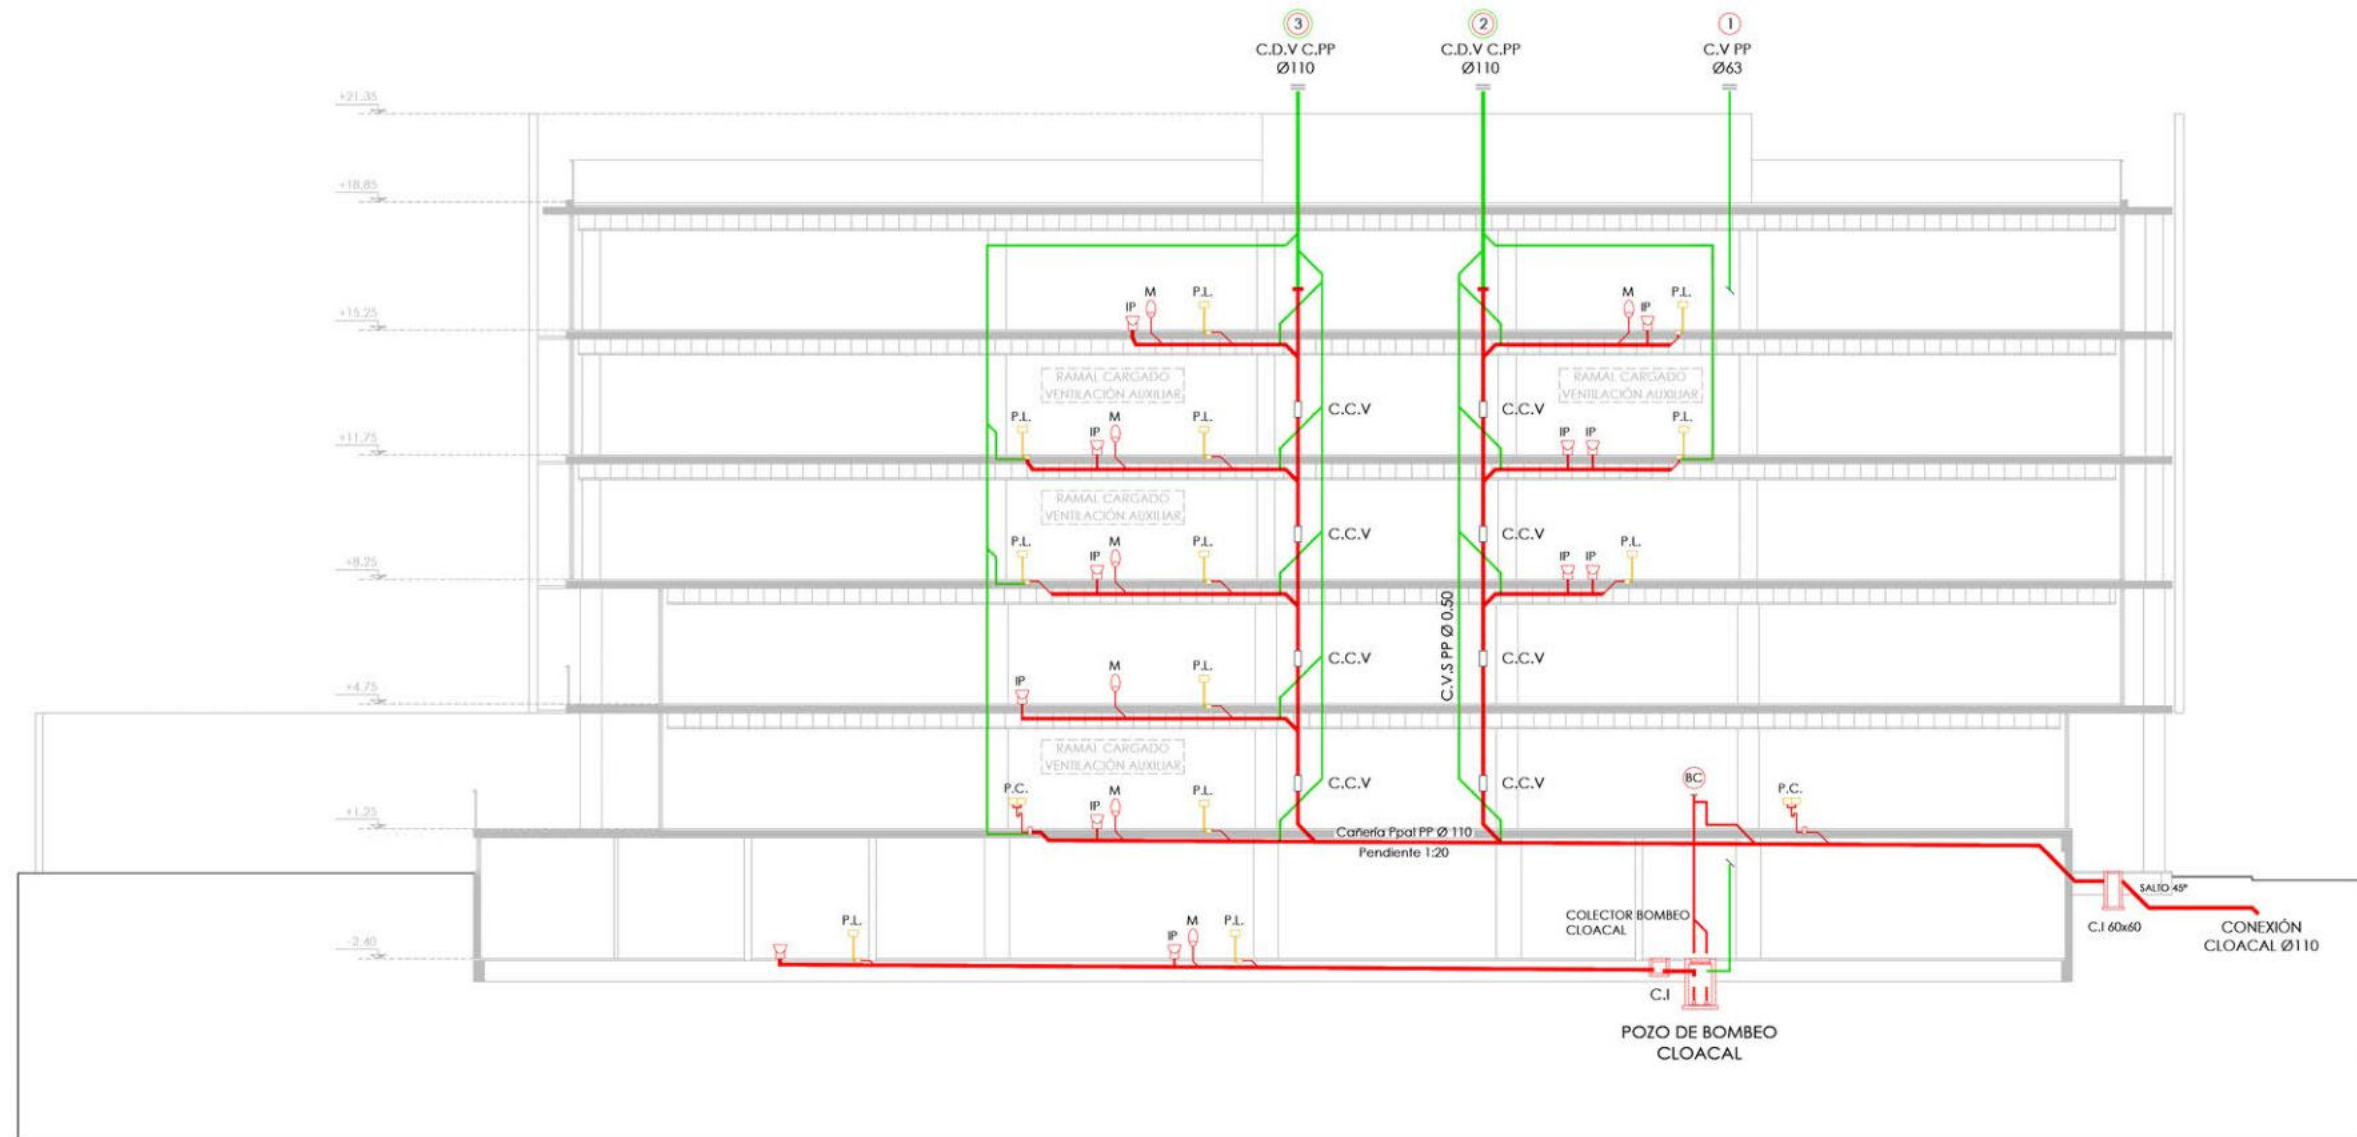 3
2
1
C.D.V C.PP
Ø110
C.D.V C.PP
Ø110
C.V PP
Ø63
+21.35
+18.85
M
P.L.
IP
M
P.L.
IP
+15.25
RAMAL CARGADO
VENTILACIÓN AUXILIAR
RAMAL CARGADO
VENTILACIÓN AUXILIAR
C.C.V
C.C.V
P.L.
M
P.L.
IP
IP
IP
P.L.
+11.75
RAMAL CARGADO
VENTILACIÓN AUXILIAR
C.C.V
C.C.V
P.L.
M
P.L.
IP
IP
IP
P.L.
+8.25
C.V.S PP Ø 0.50
C.C.V
C.C.V
IP
M
P.L.
+4.75
RAMAL CARGADO
VENTILACIÓN AUXILIAR
C.C.V
C.C.V
BC
P.C.
M
P.L.
IP
P.C.
+1.25
Cañería Ppal PP Ø 110
Pendiente 1:20
SALTO 45°
C.I 60x60
CONEXIÓN
CLOACAL Ø110
COLECTOR BOMBEO
CLOACAL
P.L.
M
P.L.
IP
-2.40
C.I
POZO DE BOMBEO
CLOACAL